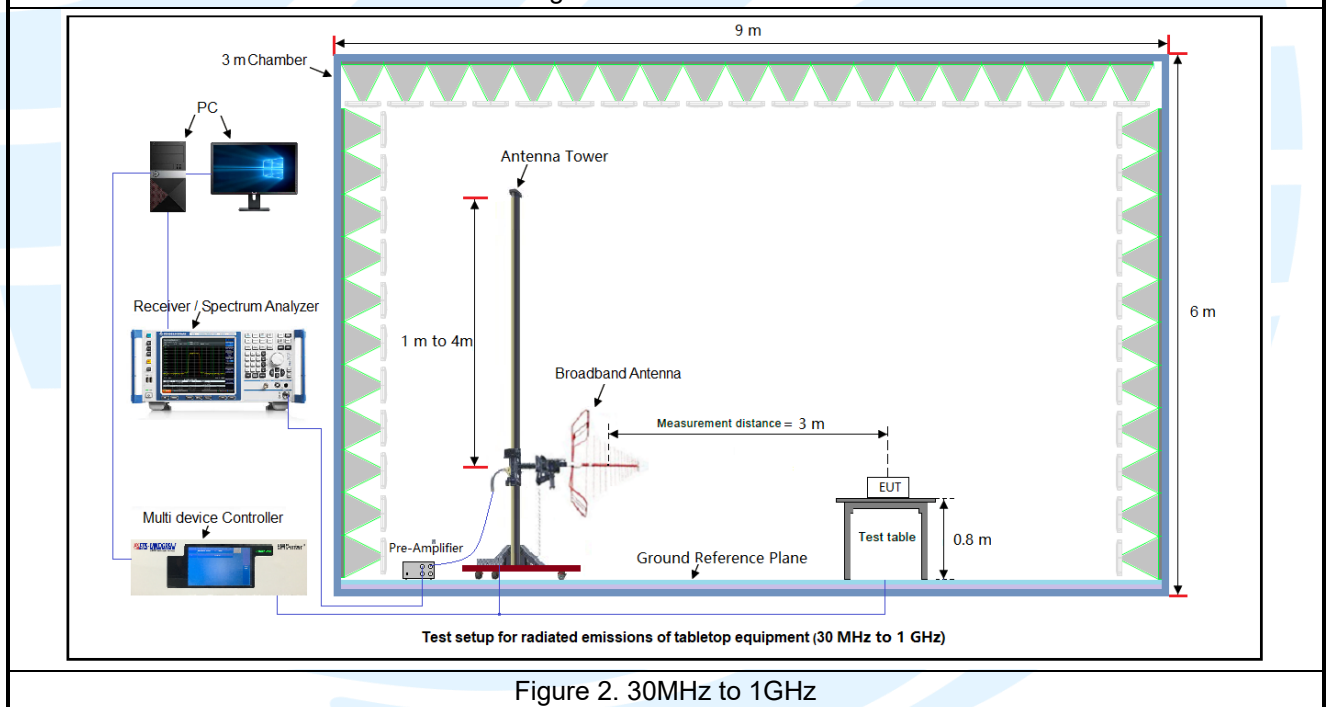 9 m
3 m Chamber
PC
Antenna Tower
Receiver / Spectrum Analyzer
1 m to 4m
6 m
Broadband Antenna
Measurement distance = 3 m
EUT
Multi device Controller
Test table
0.8 m
Pre-Amplifier
Ground Reference Plane
Test setup for radiated emissions of tabletop equipment (30 MHz to 1 GHz)
Figure 2. 30MHz to 1GHz